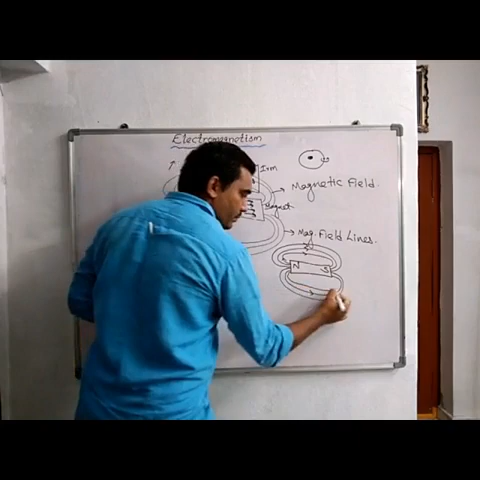 Electromagnetism
Iron
Magnetic Field.
Magnet
Mag. Field Lines.
N S